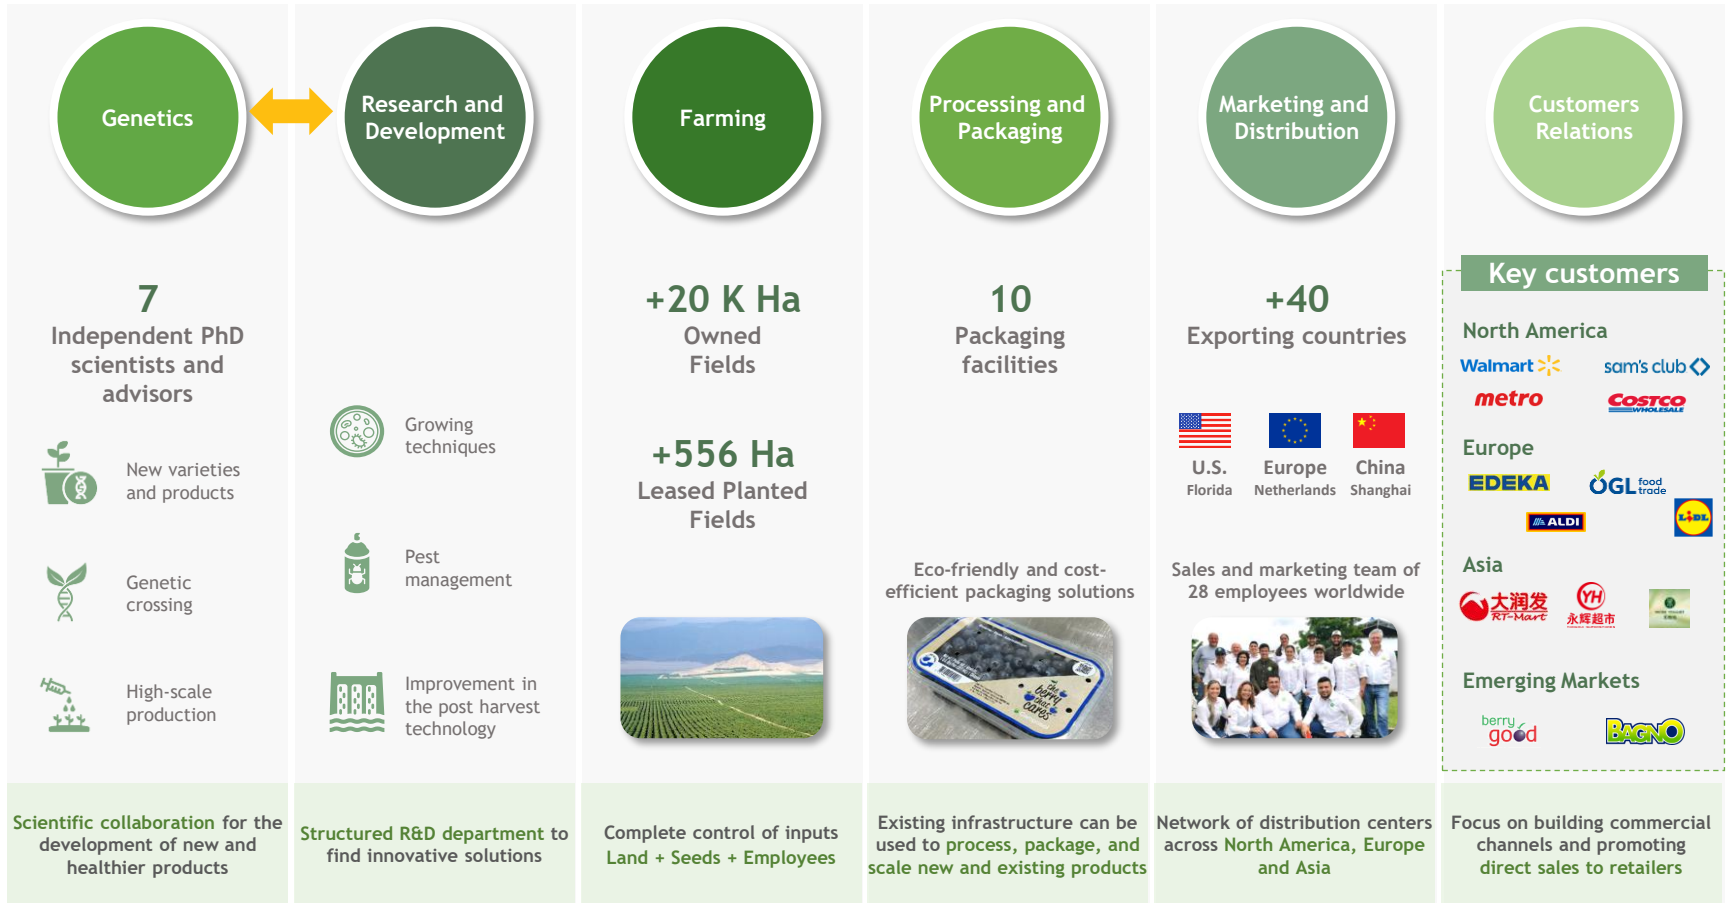 Genetics
Research and
Development
Farming
Processing and
Packaging
Marketing and
Distribution
Customers
Relations
7
Independent PhD
scientists and
advisors
New varieties
and products
Genetic
crossing
High-scale
production
Scientific collaboration for the
development of new and
healthier products
Growing
techniques
Pest
management
Improvement in
the post harvest
technology
Structured R&D department to
find innovative solutions
+20 K Ha
Owned
Fields
+556 Ha
Leased Planted
Fields
Complete control of inputs
Land + Seeds + Employees
10
Packaging
facilities
Eco-friendly and cost-
efficient packaging solutions
the
berry
that
cares
Existing infrastructure can be
used to process, package, and
scale new and existing products
+40
Exporting countries
U.S.
Florida
Europe
Netherlands
China
Shanghai
Sales and marketing team of
28 employees worldwide
Network of distribution centers
across North America, Europe
and Asia
Key customers
North America
Walmart
sam's club
metro
COSTCO
WHOLESALE
Europe
EDEKA
OGL food
trade
ALDI
LIDL
Asia
大润发
RT-Mart
YH
永辉超市
Emerging Markets
berry
good
BAGNO
Focus on building commercial
channels and promoting
direct sales to retailers